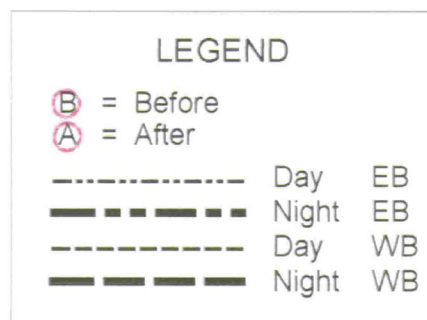 LEGEND
B = Before
A = After
Day EB
Night EB
Day WB
Night WB